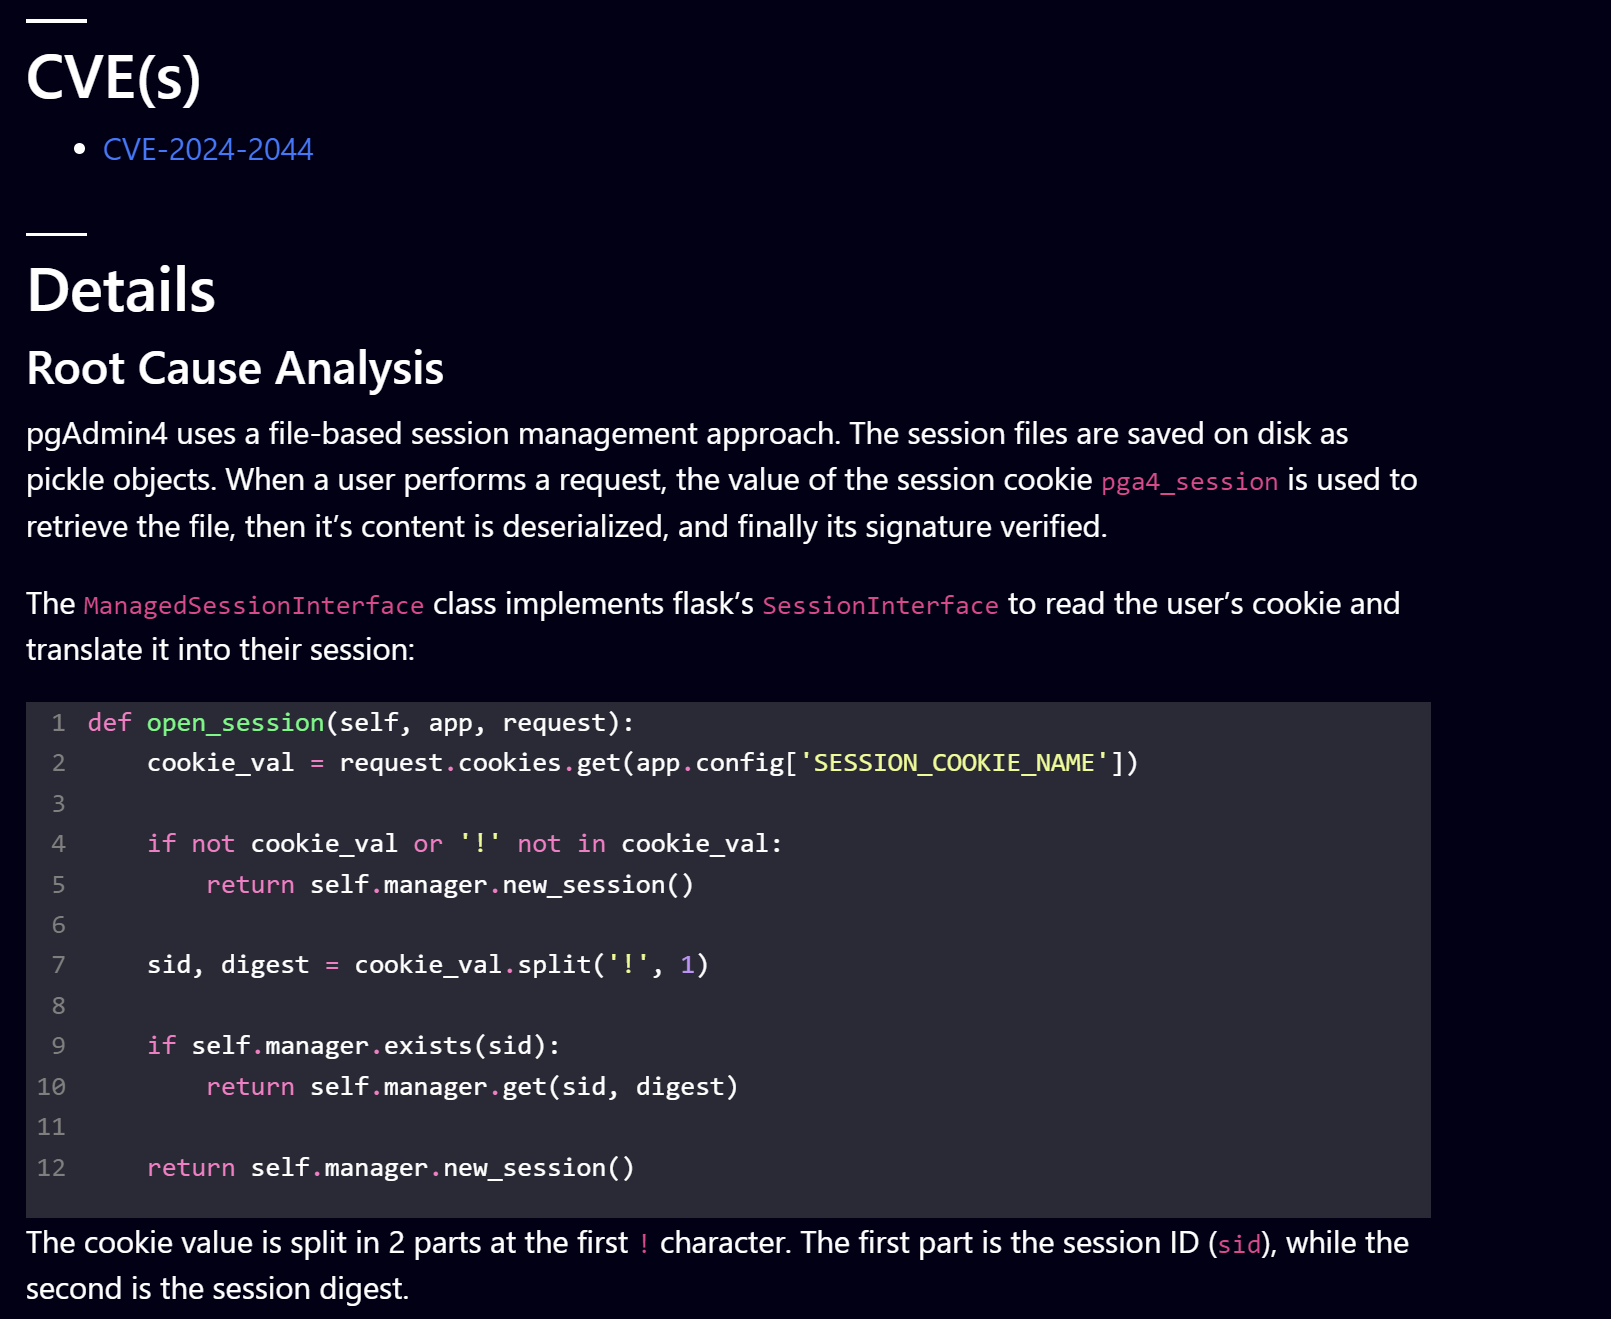 CVE(s)
• CVE-2024-2044
Details
Root Cause Analysis
pgAdmin4 uses a file-based session management approach. The session files are saved on disk as
pickle objects. When a user performs a request, the value of the session cookie pga4_session is used to
retrieve the file, then it’s content is deserialized, and finally its signature verified.
The ManagedSessionInterface class implements flask’s SessionInterface to read the user’s cookie and
translate it into their session:
1 def open_session(self, app, request):
2     cookie_val = request.cookies.get(app.config['SESSION_COOKIE_NAME'])
3
4     if not cookie_val or '!' not in cookie_val:
5         return self.manager.new_session()
6
7     sid, digest = cookie_val.split('!', 1)
8
9     if self.manager.exists(sid):
10         return self.manager.get(sid, digest)
11
12     return self.manager.new_session()
The cookie value is split in 2 parts at the first ! character. The first part is the session ID (sid), while the
second is the session digest.